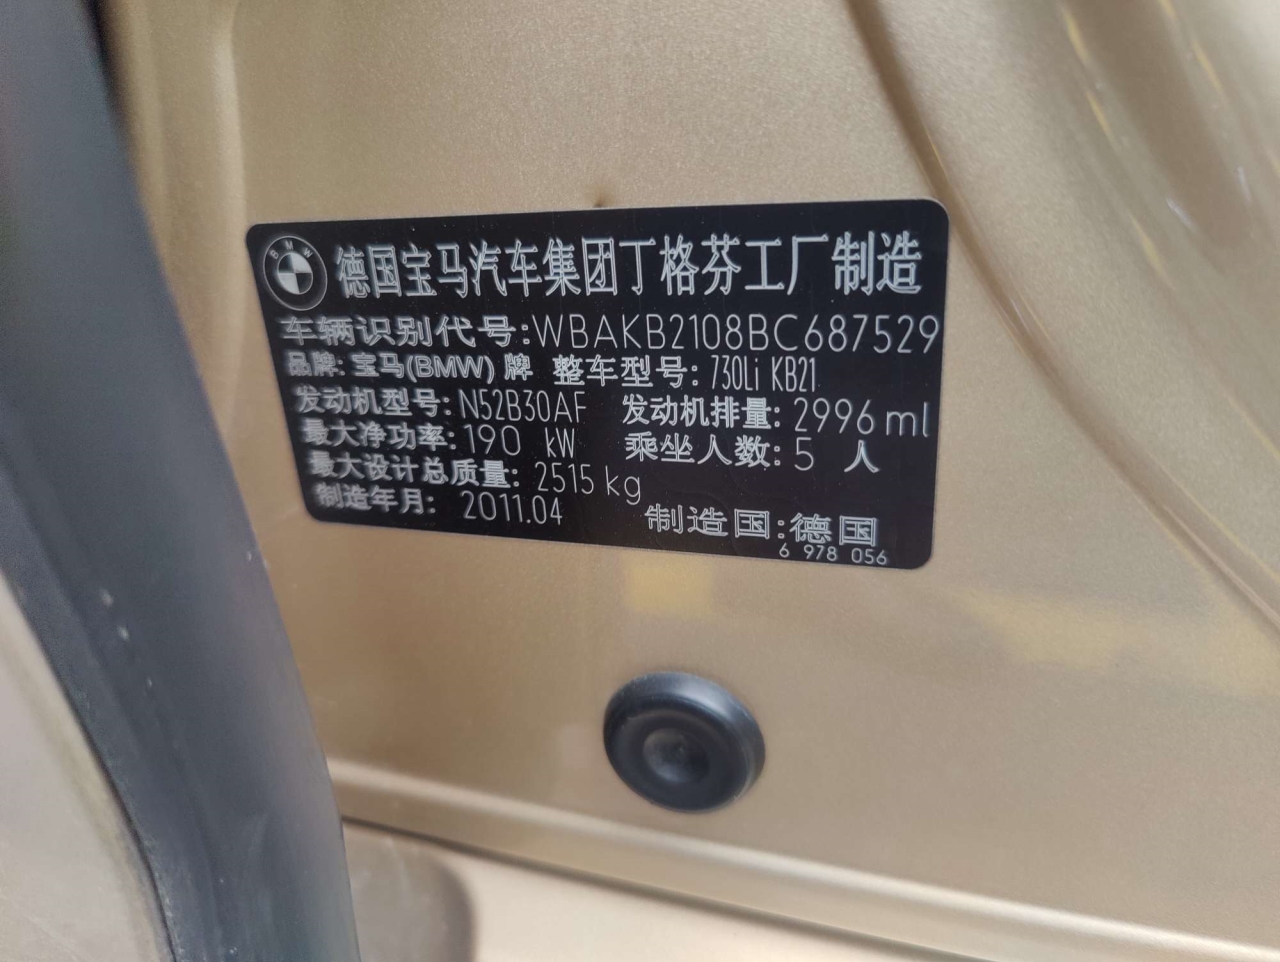 BMW
德国宝马汽车集团丁格芬工厂制造
车辆识别代号:WBAKB2108BC687529
品牌: 宝马(BMW) 牌 整车型号: 730Li KB21
发动机型号: N52B30AF 发动机排量: 2996 ml
最大净功率: 190 kW 乘坐人数: 5 人
最大设计总质量: 2515 kg
制造年月: 2011.04 制造国:德国
6 978 056